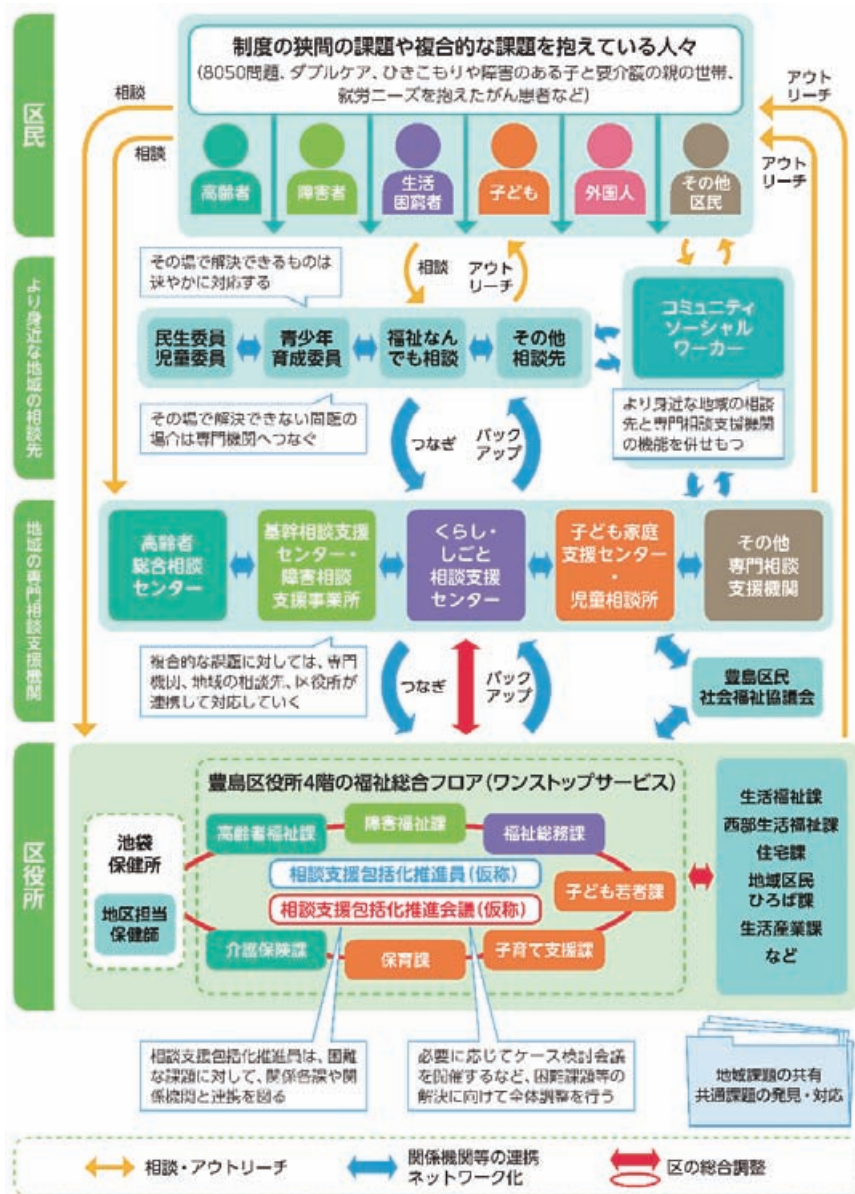 制度の狭間の課題や複合的な課題を抱えている人々
(8050問題、ダブルケア、ひきこもりや障害のある子と要介護の親の世帯、
就労ニーズを抱えたがん患者など)
相談
相談
アウト
リーチ
アウト
リーチ
区民
高齢者
障害者
生活
困窮者
子ども
外国人
その他
区民
その場で解決できるものは
速やかに対応する
相談
アウト
リーチ
より身近な地域の相談先
民生委員
児童委員
青少年
育成委員
福祉なん
でも相談
その他
相談先
コミュニティ
ソーシャル
ワーカー
より身近な地域の相談
先と専門相談支援機関
の機能を併せもつ
その場で解決できない問題の
場合は専門機関へつなぐ
つなぎ
バック
アップ
地域の専門相談支援機関
高齢者
総合相談
センター
基幹相談支援
センター・
障害相談
支援事業所
くらし・
しごと
相談支援
センター
子ども家庭
支援センター
・
児童相談所
その他
専門相談
支援機関
複合的な課題に対しては、専門
機関、地域の相談先、区役所が
連携して対応していく
つなぎ
バック
アップ
豊島区民
社会福祉協議会
区役所
豊島区役所4階の福祉総合フロア(ワンストップサービス)
池袋
保健所
地区担当
保健師
高齢者福祉課
障害福祉課
福祉総務課
相談支援包括化推進員(仮称)
相談支援包括化推進会議(仮称)
子ども若者課
介護保険課
保育課
子育て支援課
生活福祉課
西部生活福祉課
住宅課
地域区民
ひろば課
生活産業課
など
相談支援包括化推進員は、困難
な課題に対して、関係各課や関
係機関と連携を図る
必要に応じてケース検討会議
を開催するなど、困難課題等の
解決に向けて全体調整を行う
地域課題の共有
共通課題の発見・対応
相談・アウトリーチ
関係機関等の連携
ネットワーク化
区の総合調整